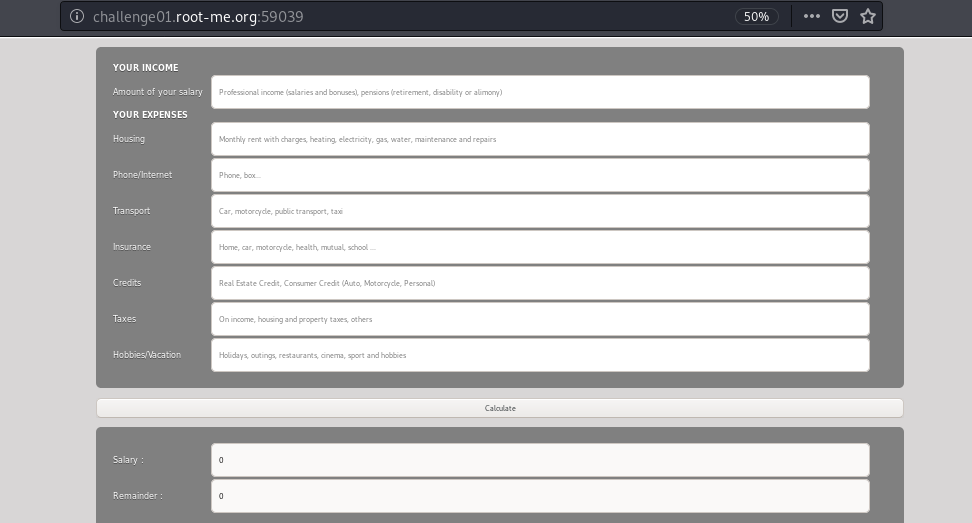 challenge01.root-me.org:59039 50%
YOUR INCOME
Amount of your salary Professional income (salaries and bonuses), pensions (retirement, disability or alimony)
YOUR EXPENSES
Housing Monthly rent with charges, heating, electricity, gas, water, maintenance and repairs
Phone/Internet Phone, box...
Transport Car, motorcycle, public transport, taxi
Insurance Home, car, motorcycle, health, mutual, school ...
Credits Real Estate Credit, Consumer Credit (Auto, Motorcycle, Personal)
Taxes On income, housing and property taxes, others
Hobbies/Vacation Holidays, outings, restaurants, cinema, sport and hobbies
Calculate
Salary : 0
Remainder : 0